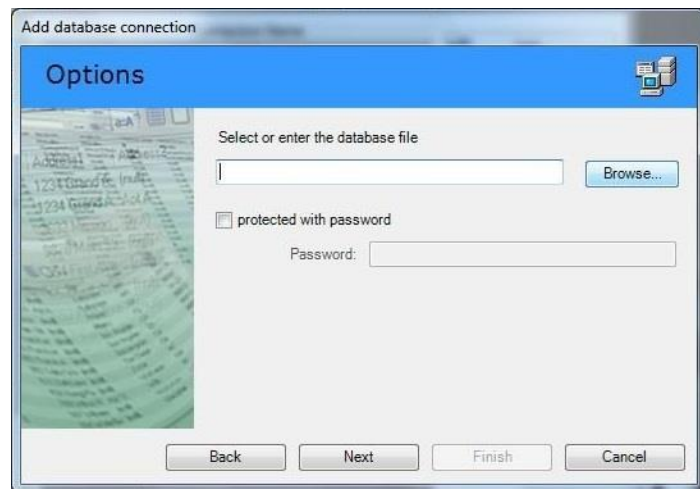 Add database connection
Options
Select or enter the database file
Browse...
protected with password
Password:
Back
Next
Finish
Cancel